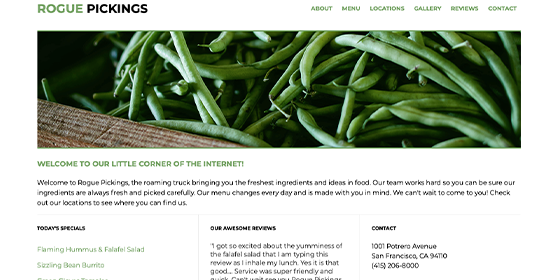 ROGUE PICKINGS
ABOUT MENU LOCATIONS GALLERY REVIEWS CONTACT
WELCOME TO OUR LITTLE CORNER OF THE INTERNET!
Welcome to Rogue Pickings, the roaming truck bringing you the freshest ingredients and ideas in food. Our team works hard so you can be sure our
ingredients are always fresh and picked carefully. Our menu changes every day and is made with you in mind. We can't wait to come to you! Check
out our locations to see where you can find us.
TODAY'S SPECIALS
Flaming Hummus & Falafel Salad
Sizzling Bean Burrito
OUR AWESOME REVIEWS
"I got so excited about the yumminess of
the falafel salad that I am typing this
review as I inhale my lunch. Yes it is that
good... Service was super friendly and
CONTACT
1001 Potrero Avenue
San Francisco, CA 94110
(415) 206-8000